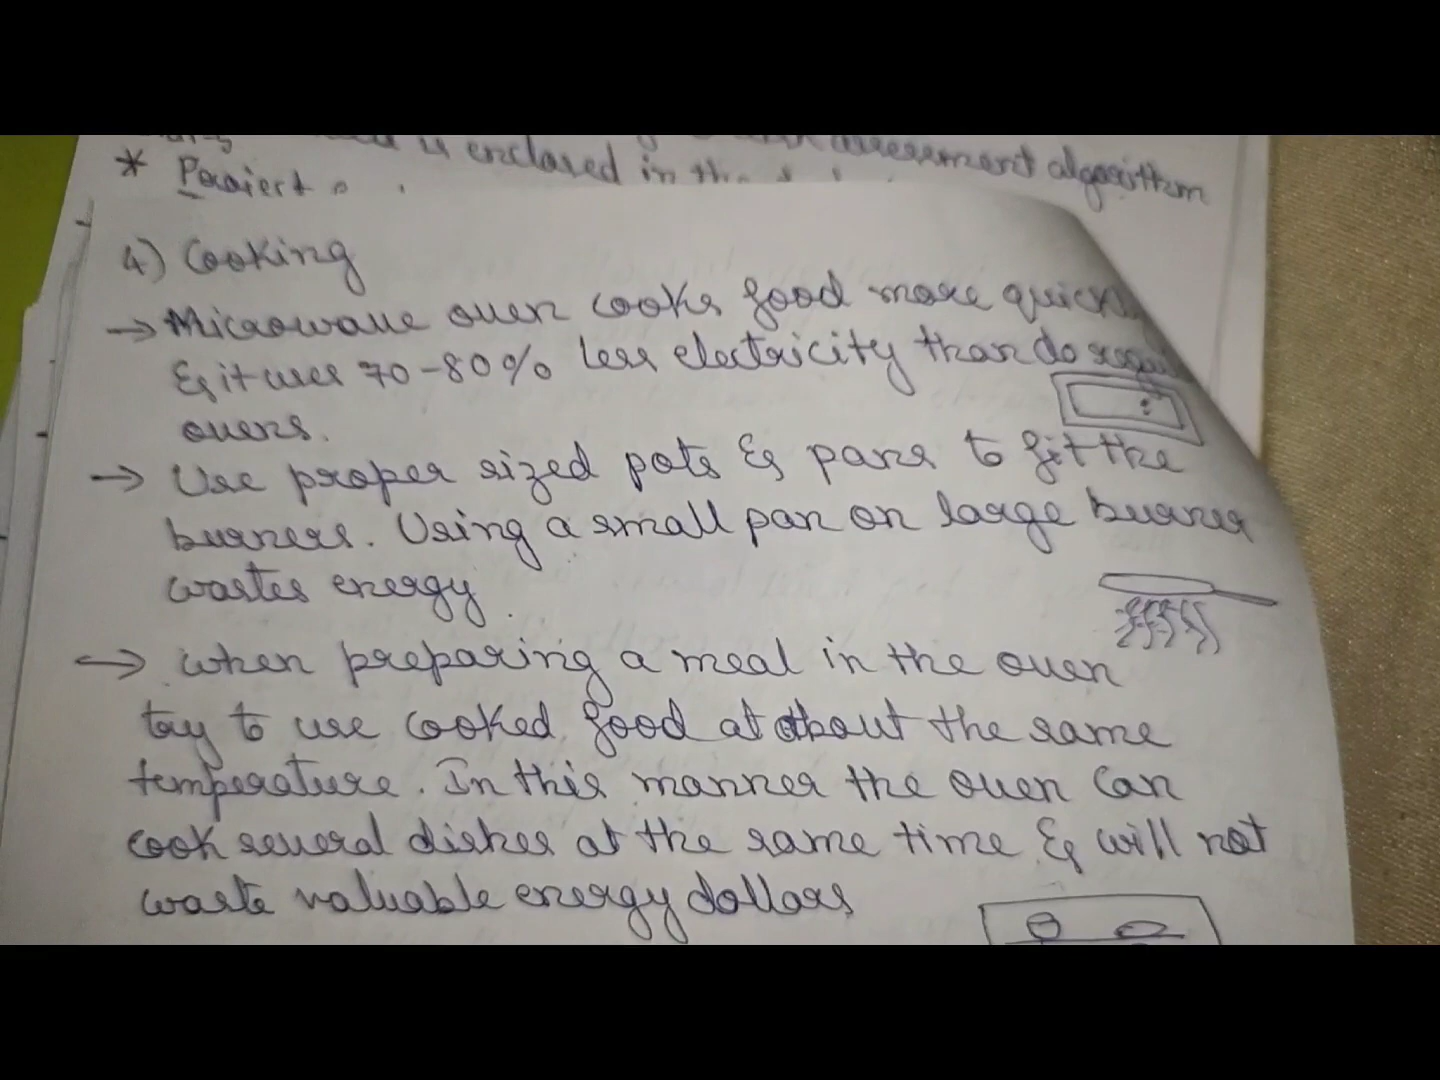 is enclosed in the assessment algorithm
* Project
4) Cooking
→ Microwave oven cooks food more
& it uses 70-80% less electricity than do
ovens.
→ Use proper sized pots & pans to fit the
burners. Using a small pan on large burner
wastes energy.
→ when preparing a meal in the oven
try to use cooked food at about the same
temperature. In this manner the oven can
cook several dishes at the same time & will not
waste valuable energy dollars